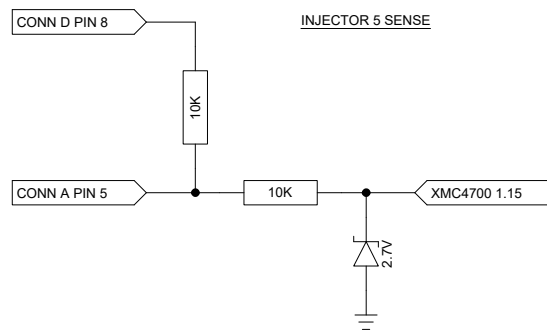 CONN D PIN 8
INJECTOR 5 SENSE
10K
CONN A PIN 5
10K
XMC4700 1.15
2.7V